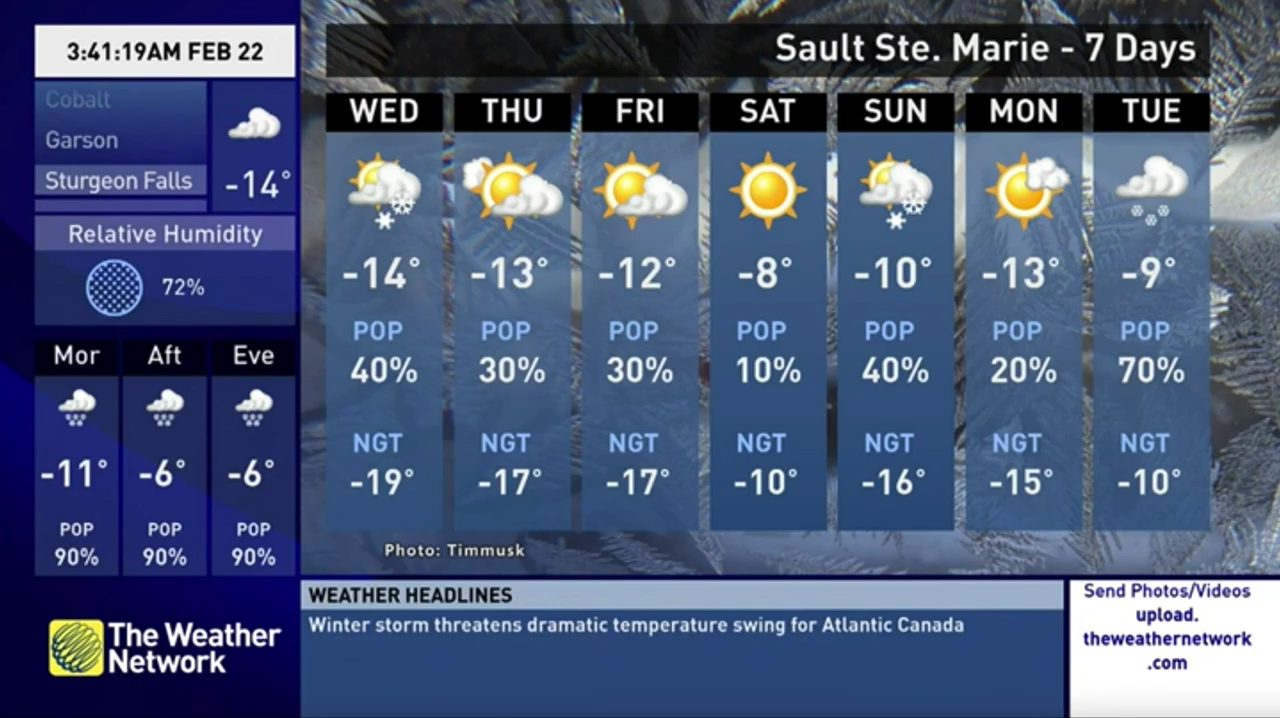 3:41:19AM FEB 22
Cobalt
Garson
Sturgeon Falls
-14°
Relative Humidity
72%
Mor Aft Eve
-11° -6° -6°
POP POP POP
90% 90% 90%
The Weather
Network
Sault Ste. Marie - 7 Days
WED THU FRI SAT SUN MON TUE
-14° -13° -12° -8° -10° -13° -9°
POP POP POP POP POP POP POP
40% 30% 30% 10% 40% 20% 70%
NGT NGT NGT NGT NGT NGT NGT
-19° -17° -17° -10° -16° -15° -10°
Photo: Timmusk
WEATHER HEADLINES
Winter storm threatens dramatic temperature swing for Atlantic Canada
Send Photos/Videos
upload.
theweathernetwork
.com